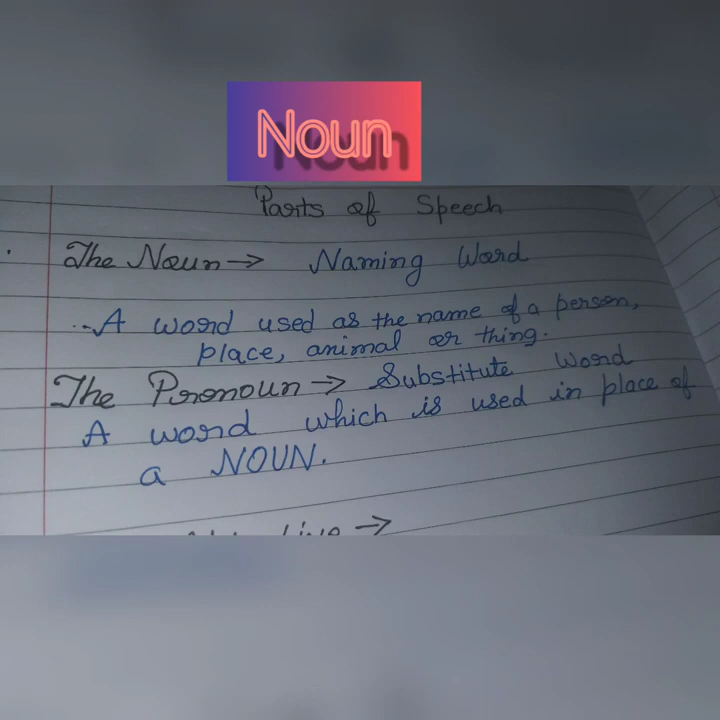 Noun
Parts of Speech
The Noun → Naming Word
A word used as the name of a person,
place, animal or thing.
The Pronoun → Substitute Word
A word which is used in place of
a NOUN.